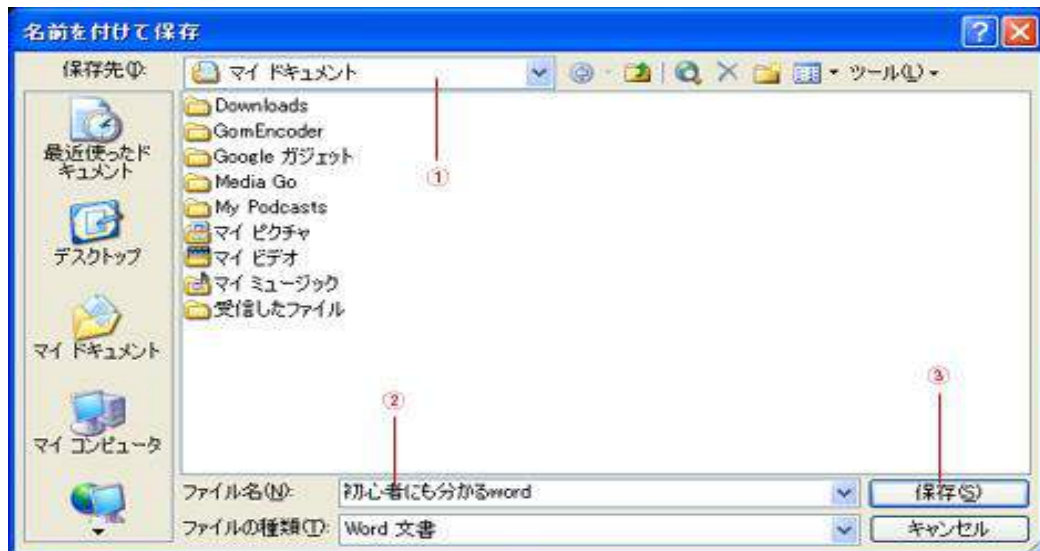 名前を付けて保存
保存先(I):
マイ ドキュメント
ツール(L)
最近使ったド
キュメント
デスクトップ
マイ ドキュメント
マイ コンピュータ
Downloads
GomEncoder
Google ガジェット
Media Go
My Podcasts
マイ ピクチャ
マイ ビデオ
マイ ミュージック
受信したファイル
①
②
③
ファイル名(N):
初心者にも分かるword
保存(S)
ファイルの種類(T):
Word 文書
キャンセル